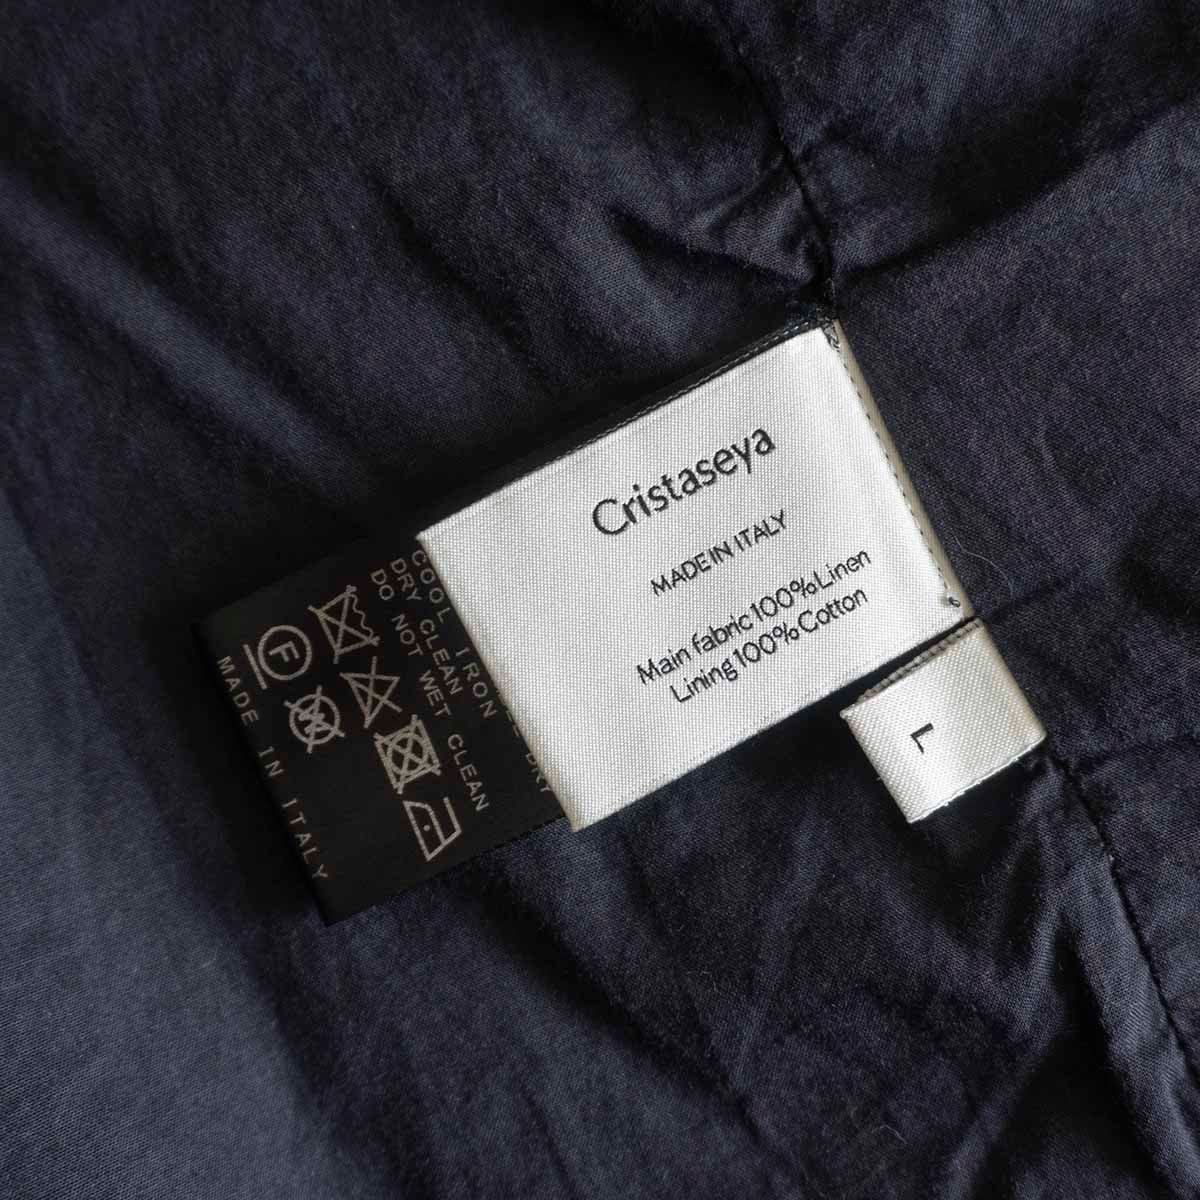 Cristaseya
MADE IN ITALY
Main fabric 100% Linen
Lining 100% Cotton
L
DRY
COOL IRON
DRY CLEAN
DO NOT WET CLEAN
F
MADE IN ITALY